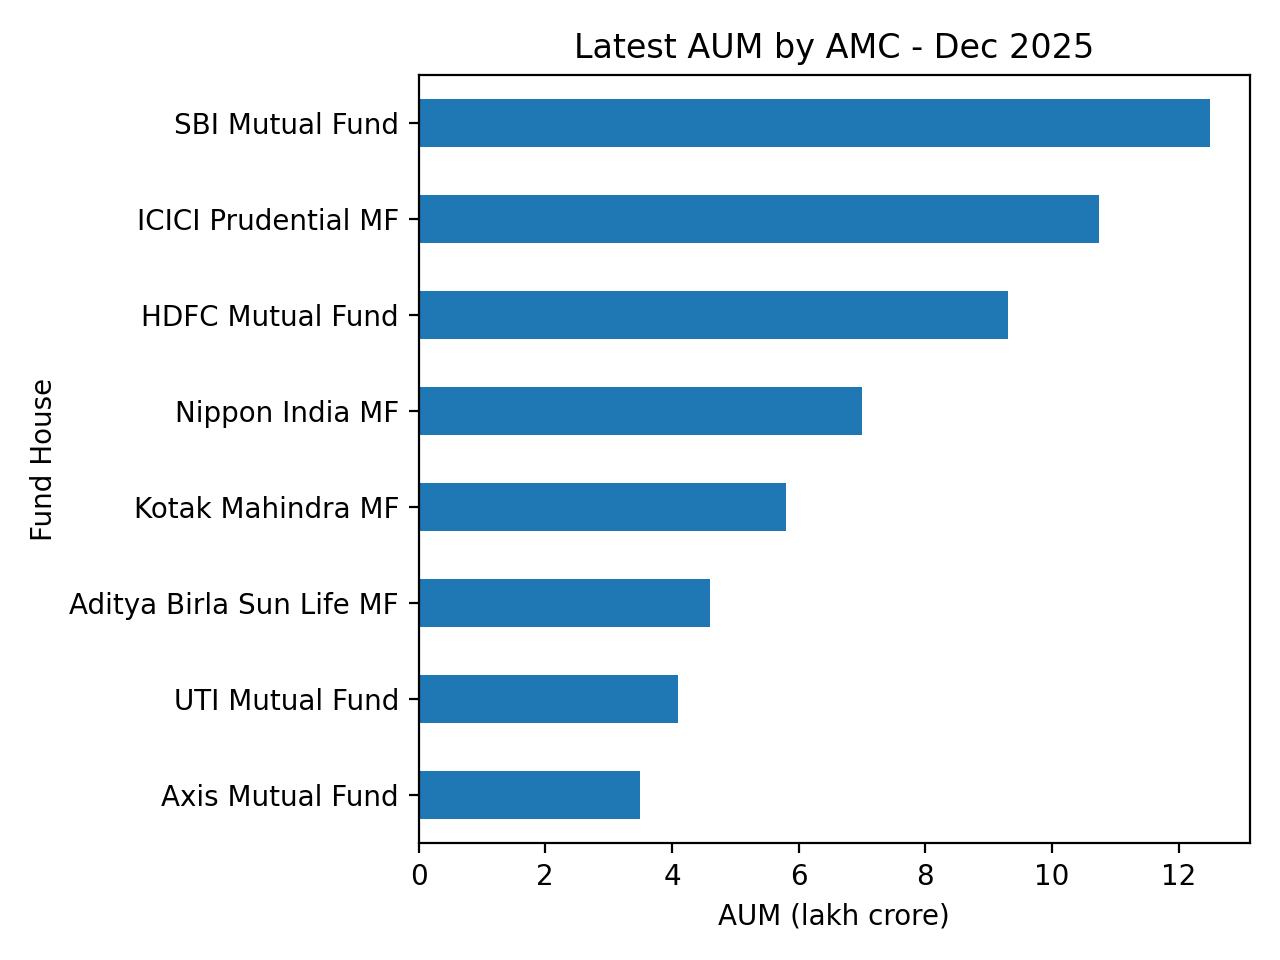 Latest AUM by AMC - Dec 2025
SBI Mutual Fund
ICICI Prudential MF
HDFC Mutual Fund
Nippon India MF
Kotak Mahindra MF
Aditya Birla Sun Life MF
UTI Mutual Fund
Axis Mutual Fund
Fund House
0 2 4 6 8 10 12
AUM (lakh crore)